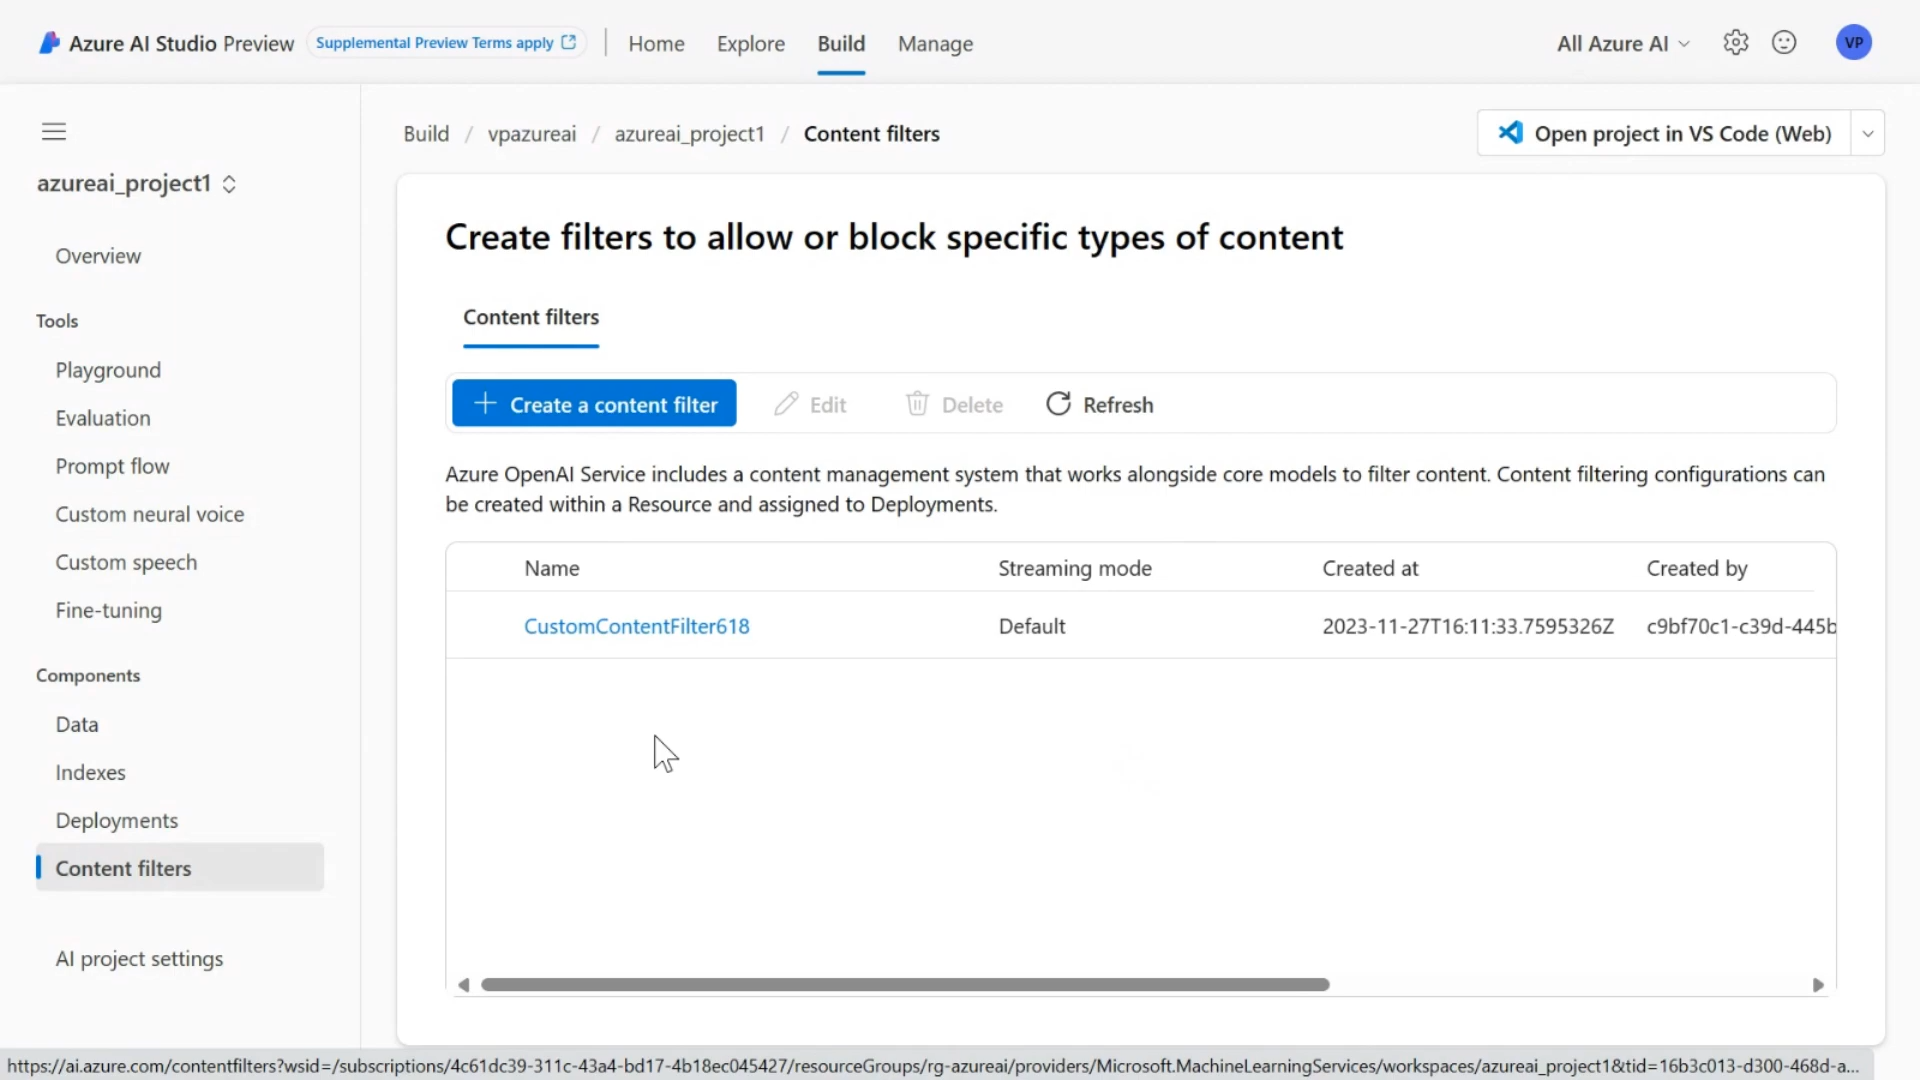 Azure AI Studio Preview
Supplemental Preview Terms apply
Home
Explore
Build
Manage
All Azure AI
VP
Build / vpazureai / azureai_project1 / Content filters
Open project in VS Code (Web)
azureai_project1
Overview
Tools
Playground
Evaluation
Prompt flow
Custom neural voice
Custom speech
Fine-tuning
Components
Data
Indexes
Deployments
Content filters
AI project settings
Create filters to allow or block specific types of content
Content filters
Create a content filter
Edit
Delete
Refresh
Azure OpenAI Service includes a content management system that works alongside core models to filter content. Content filtering configurations can
be created within a Resource and assigned to Deployments.
Name Streaming mode Created at Created by
CustomContentFilter618 Default 2023-11-27T16:11:33.7595326Z c9bf70c1-c39d-445b
https://ai.azure.com/contentfilters?wsid=/subscriptions/4c61dc39-311c-43a4-bd17-4b18ec045427/resourceGroups/rg-azureai/providers/Microsoft.MachineLearningServices/workspaces/azureai_project1&tid=16b3c013-d300-468d-a...